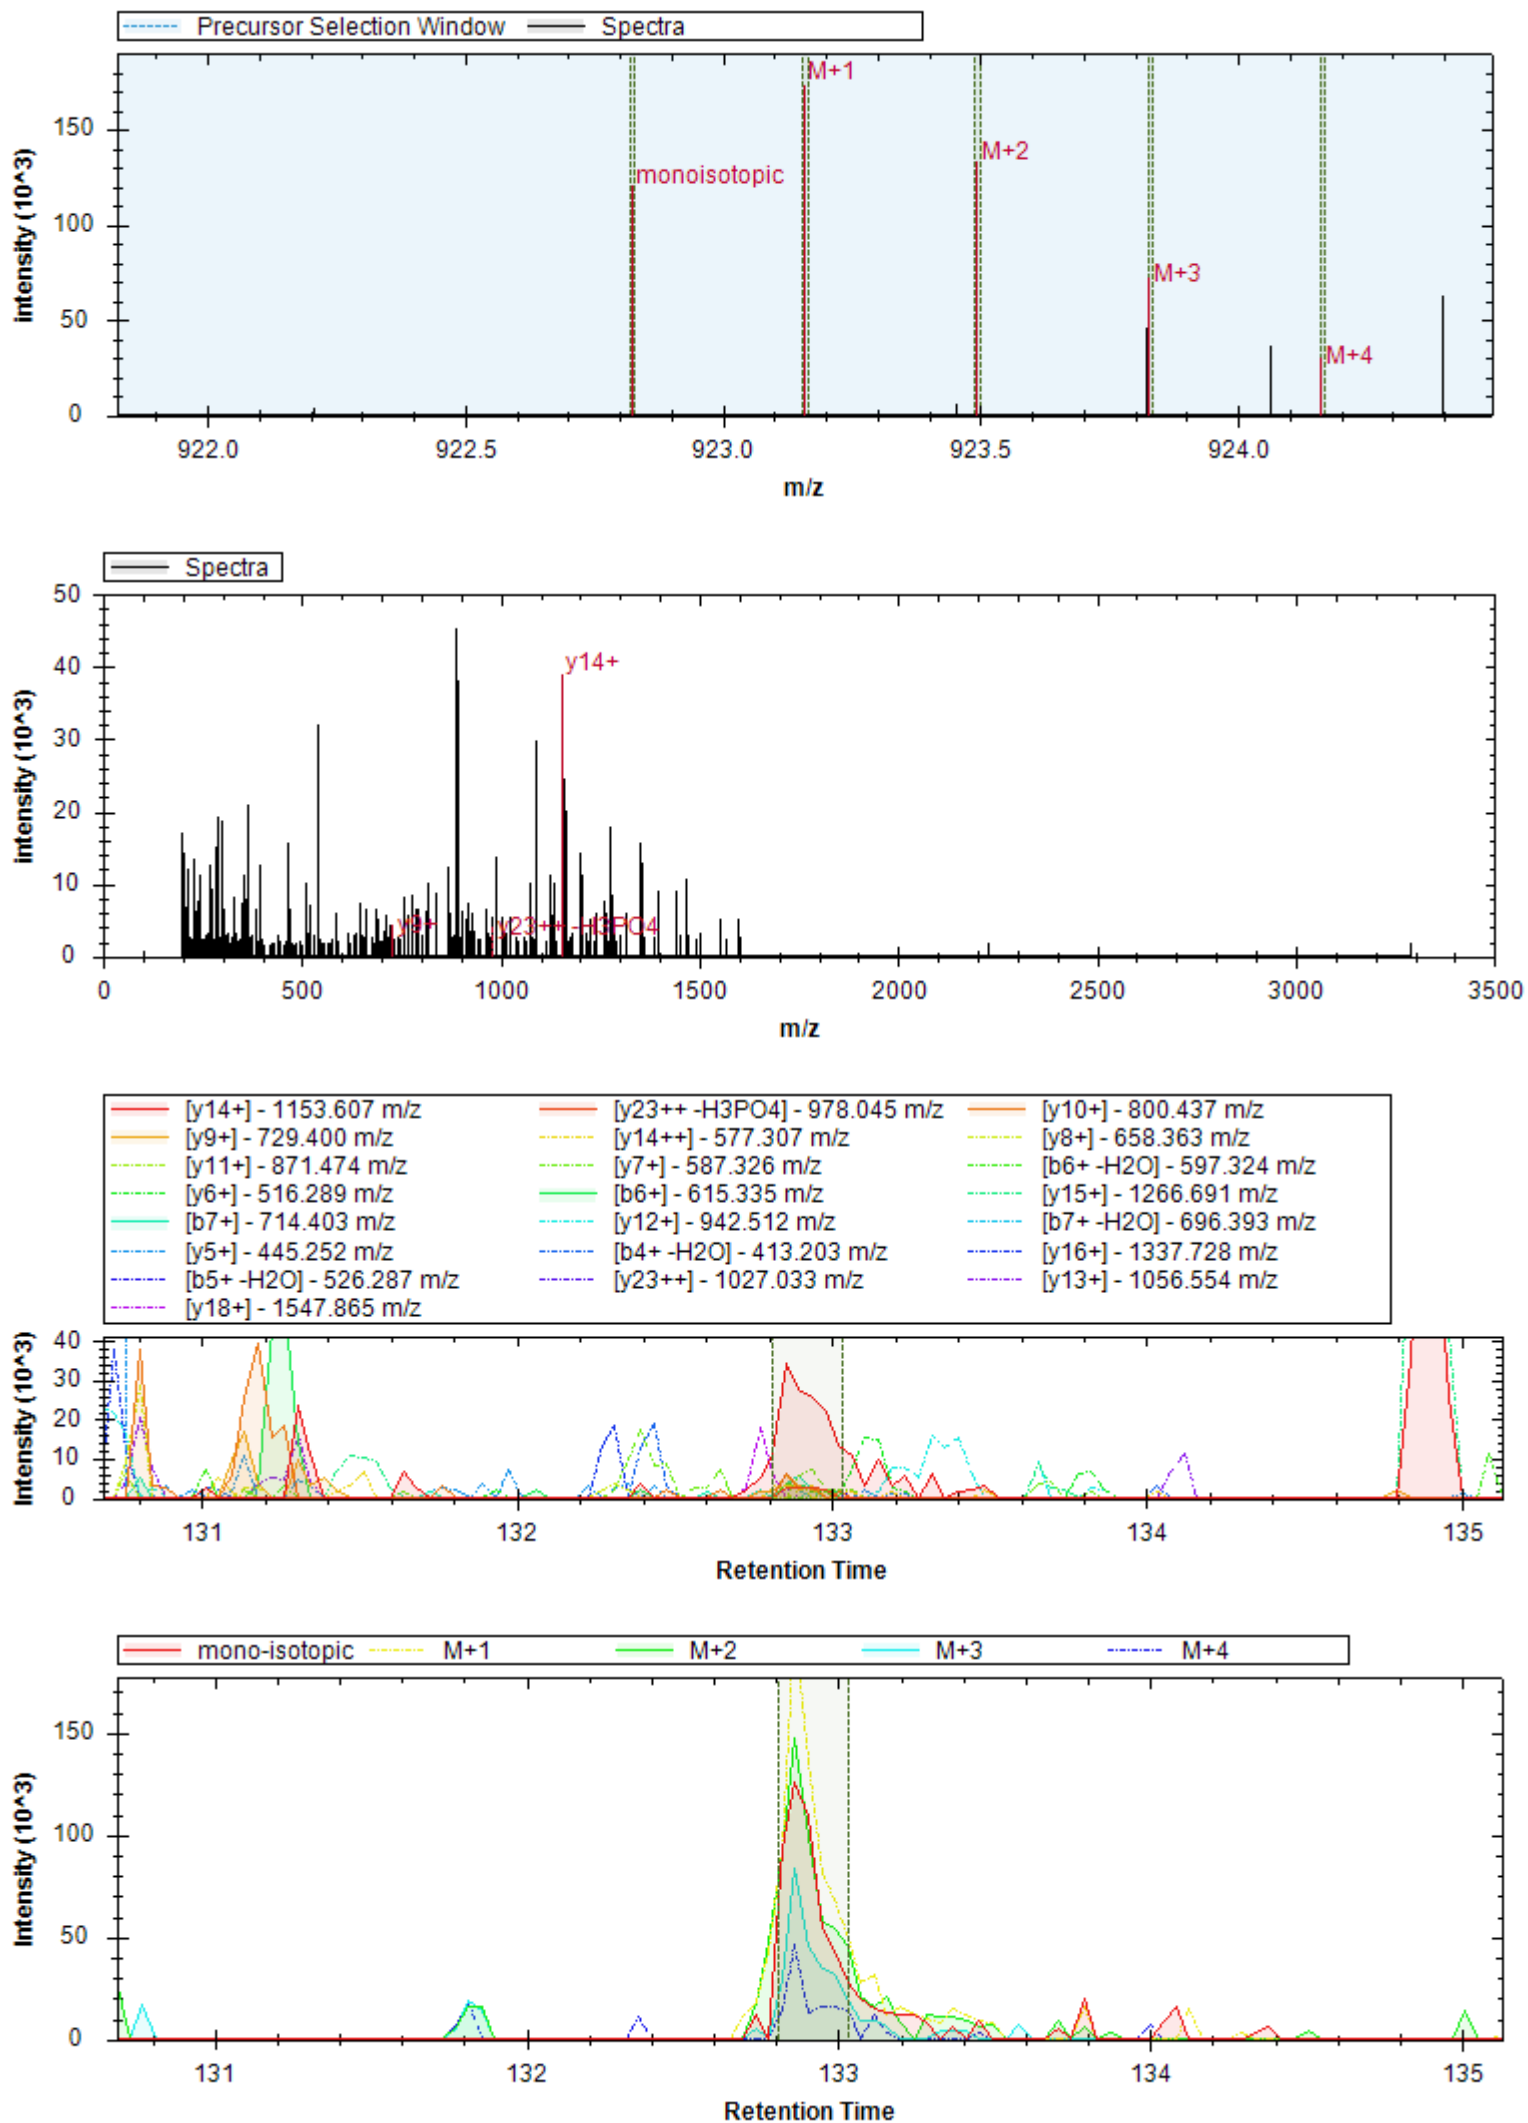 Precursor Selection Window Spectra
M+1
150
M+2
monoisotopic
intensity (10^3)
100
M+3
50
M+4
0
922.0 922.5 923.0 923.5 924.0
m/z
Spectra
50
y14+
40
30
intensity (10^3)
20
10
y9+ y23++ -H3PO4
0
0 500 1000 1500 2000 2500 3000 3500
m/z
[y14+] - 1153.607 m/z [y23++ -H3PO4] - 978.045 m/z [y10+] - 800.437 m/z
[y9+] - 729.400 m/z [y14++] - 577.307 m/z [y8+] - 658.363 m/z
[y11+] - 871.474 m/z [y7+] - 587.326 m/z [b6+ -H2O] - 597.324 m/z
[y6+] - 516.289 m/z [b6+] - 615.335 m/z [y15+] - 1266.691 m/z
[b7+] - 714.403 m/z [y12+] - 942.512 m/z [b7+ -H2O] - 696.393 m/z
[y5+] - 445.252 m/z [b4+ -H2O] - 413.203 m/z [y16+] - 1337.728 m/z
[b5+ -H2O] - 526.287 m/z [y23++] - 1027.033 m/z [y13+] - 1056.554 m/z
[y18+] - 1547.865 m/z
40
30
Intensity (10^3)
20
10
0
131 132 133 134 135
Retention Time
mono-isotopic M+1 M+2 M+3 M+4
150
Intensity (10^3)
100
50
0
131 132 133 134 135
Retention Time